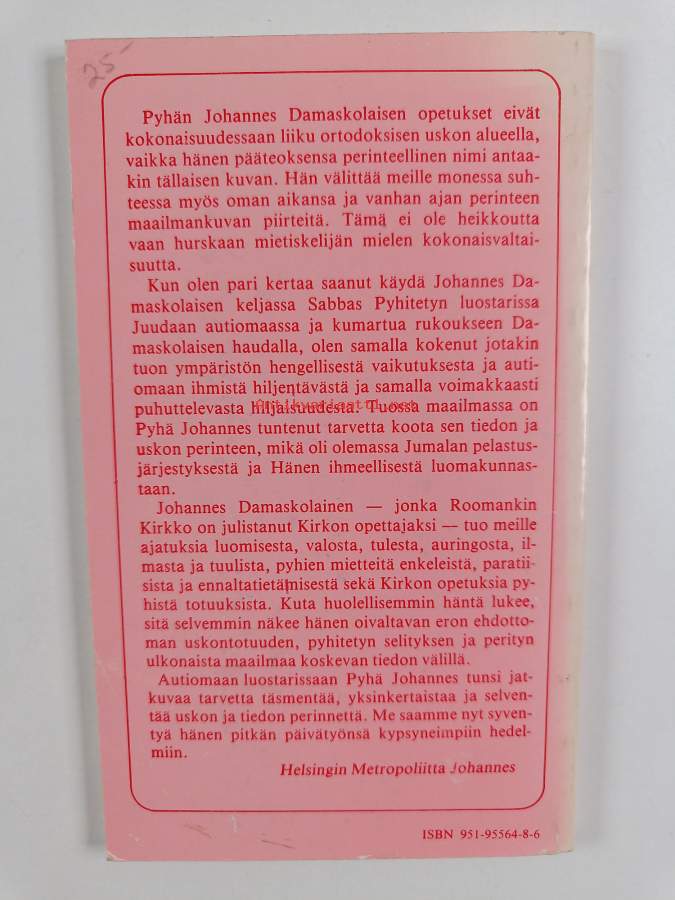 25-
Pyhän Johannes Damaskolaisen opetukset eivät
kokonaisuudessaan liiku ortodoksisen uskon alueella,
vaikka hänen pääteoksensa perinteellinen nimi antaa-
kin tällaisen kuvan. Hän välittää meille monessa suh-
teessa myös oman aikansa ja vanhan ajan perinteen
maailmankuvan piirteitä. Tämä ei ole heikkoutta
vaan hurskaan mietiskelijän mielen kokonaisvaltai-
suutta.
Kun olen pari kertaa saanut käydä Johannes Da-
maskolaisen keljassa Sabbas Pyhitetyn luostarissa
Juudaan autiomaassa ja kumartua rukoukseen Da-
maskolaisen haudalla, olen samalla kokenut jotakin
tuon ympäristön hengellisestä vaikutuksesta ja auti-
omaan ihmistä hiljentävästä ja samalla voimakkaasti
puhuttelevasta hiljaisuudesta. Tuossa maailmassa on
Pyhä Johannes tuntenut tarvetta koota sen tiedon ja
uskon perinteen, mikä oli olemassa Jumalan pelastus-
järjestyksestä ja Hänen ihmeellisestä luomakunnas-
taan.
Johannes Damaskolainen — jonka Roomankin
Kirkko on julistanut Kirkon opettajaksi — tuo meille
ajatuksia luomisesta, valosta, tulesta, auringosta, il-
masta ja tuulista, pyhien mietteitä enkeleistä, paratii-
sista ja ennaltatietämisestä sekä Kirkon opetuksia py-
histä totuuksista. Kuta huolellisemmin häntä lukee,
sitä selvemmin näkee hänen oivaltavan eron ehdotto-
man uskontotuuden, pyhitetyn selityksen ja perityn
ulkonaista maailmaa koskevan tiedon välillä.
Autiomaan luostarissaan Pyhä Johannes tunsi jat-
kuvaa tarvetta täsmentää, yksinkertaistaa ja selven-
tää uskon ja tiedon perinnettä. Me saamme nyt syven-
tyä hänen pitkän päivätyönsä kypsyneimpiin hedel-
miin.
Helsingin Metropoliitta Johannes
ISBN 951-95564-8-6